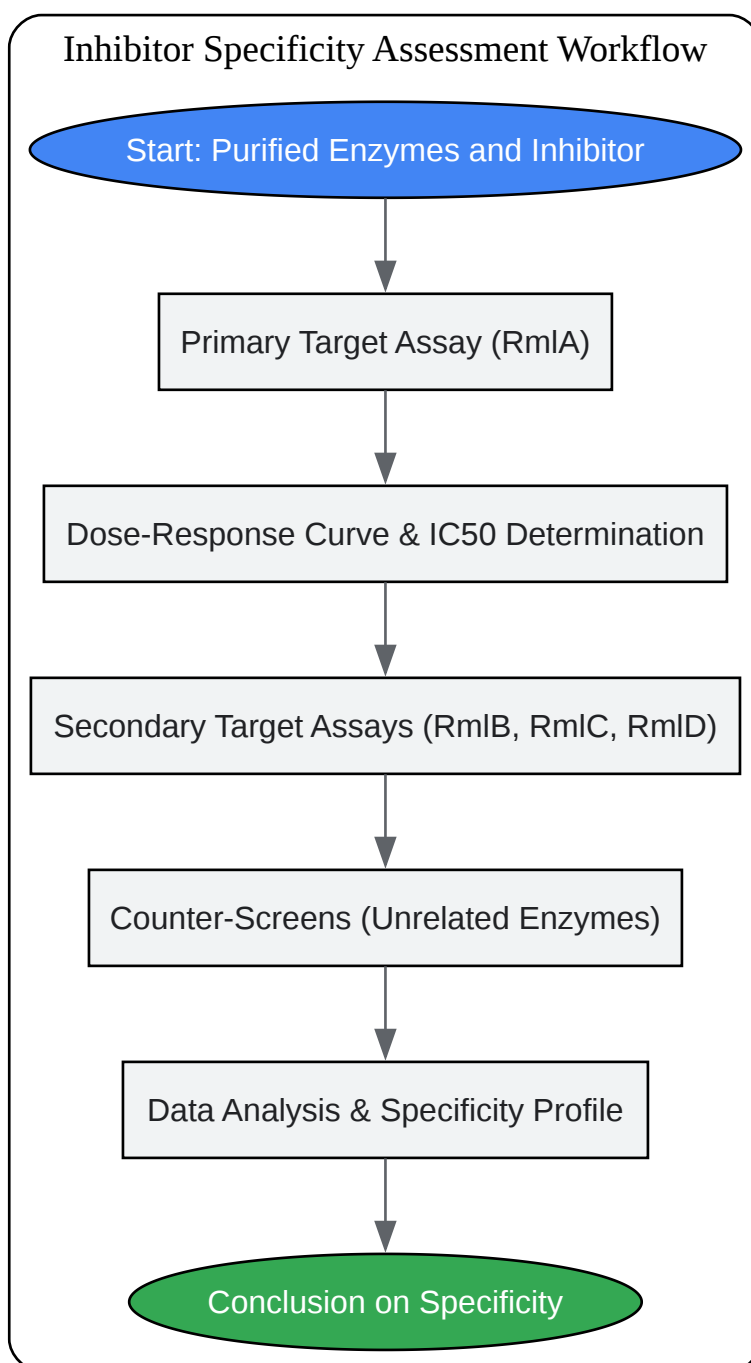 Inhibitor Specificity Assessment Workflow
Start: Purified Enzymes and Inhibitor
Primary Target Assay (RmlA)
Dose-Response Curve & IC50 Determination
Secondary Target Assays (RmlB, RmlC, RmlD)
Counter-Screens (Unrelated Enzymes)
Data Analysis & Specificity Profile
Conclusion on Specificity